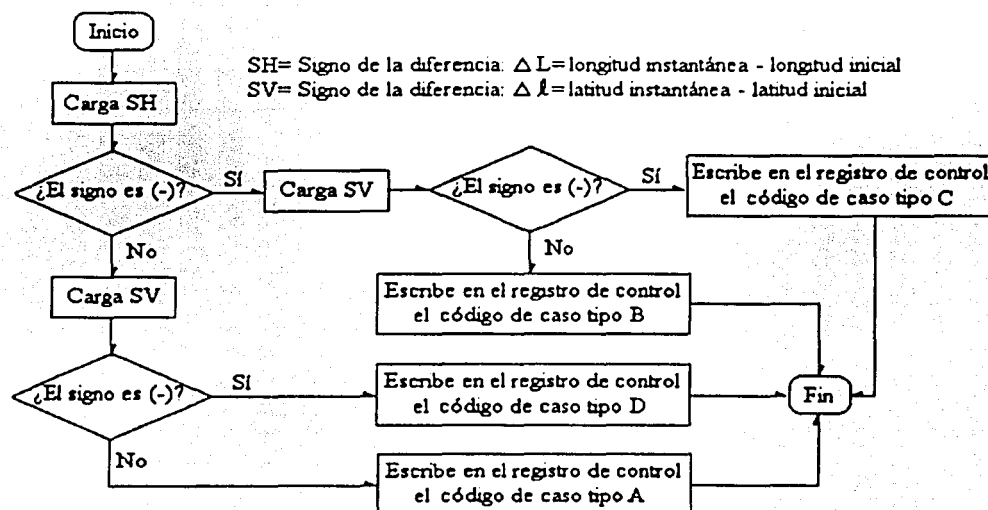 Inicio
SH= Signo de la diferencia: Δ L= longitud instantánea - longitud inicial
SV= Signo de la diferencia: Δ ℓ= latitud instantánea - latitud inicial
Carga SH
¿El signo es (-)?
Sí
Carga SV
¿El signo es (-)?
Sí
Escribe en el registro de control
el código de caso tipo C
No
No
Carga SV
Escribe en el registro de control
el código de caso tipo B
¿El signo es (-)?
Sí
Escribe en el registro de control
el código de caso tipo D
Fin
No
Escribe en el registro de control
el código de caso tipo A